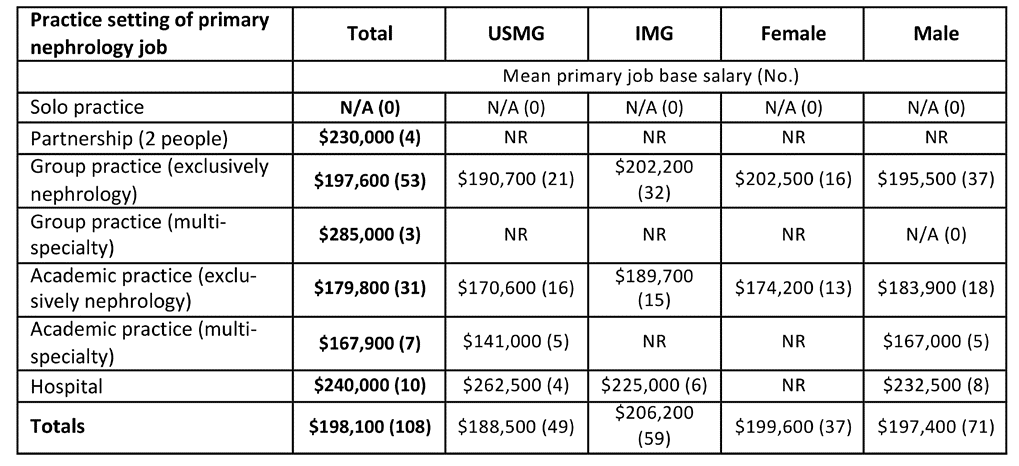 Practice setting of primary nephrology job Total USMG IMG Female Male
Mean primary job base salary (No.)
Solo practice N/A (0) N/A (0) N/A (0) N/A (0) N/A (0)
Partnership (2 people) $230,000 (4) NR NR NR NR
Group practice (exclusively nephrology) $197,600 (53) $190,700 (21) $202,200 (32) $202,500 (16) $195,500 (37)
Group practice (multi-specialty) $285,000 (3) NR NR NR N/A (0)
Academic practice (exclu-sively nephrology) $179,800 (31) $170,600 (16) $189,700 (15) $174,200 (13) $183,900 (18)
Academic practice (multi-specialty) $167,900 (7) $141,000 (5) NR NR $167,000 (5)
Hospital $240,000 (10) $262,500 (4) $225,000 (6) NR $232,500 (8)
Totals $198,100 (108) $188,500 (49) $206,200 (59) $199,600 (37) $197,400 (71)